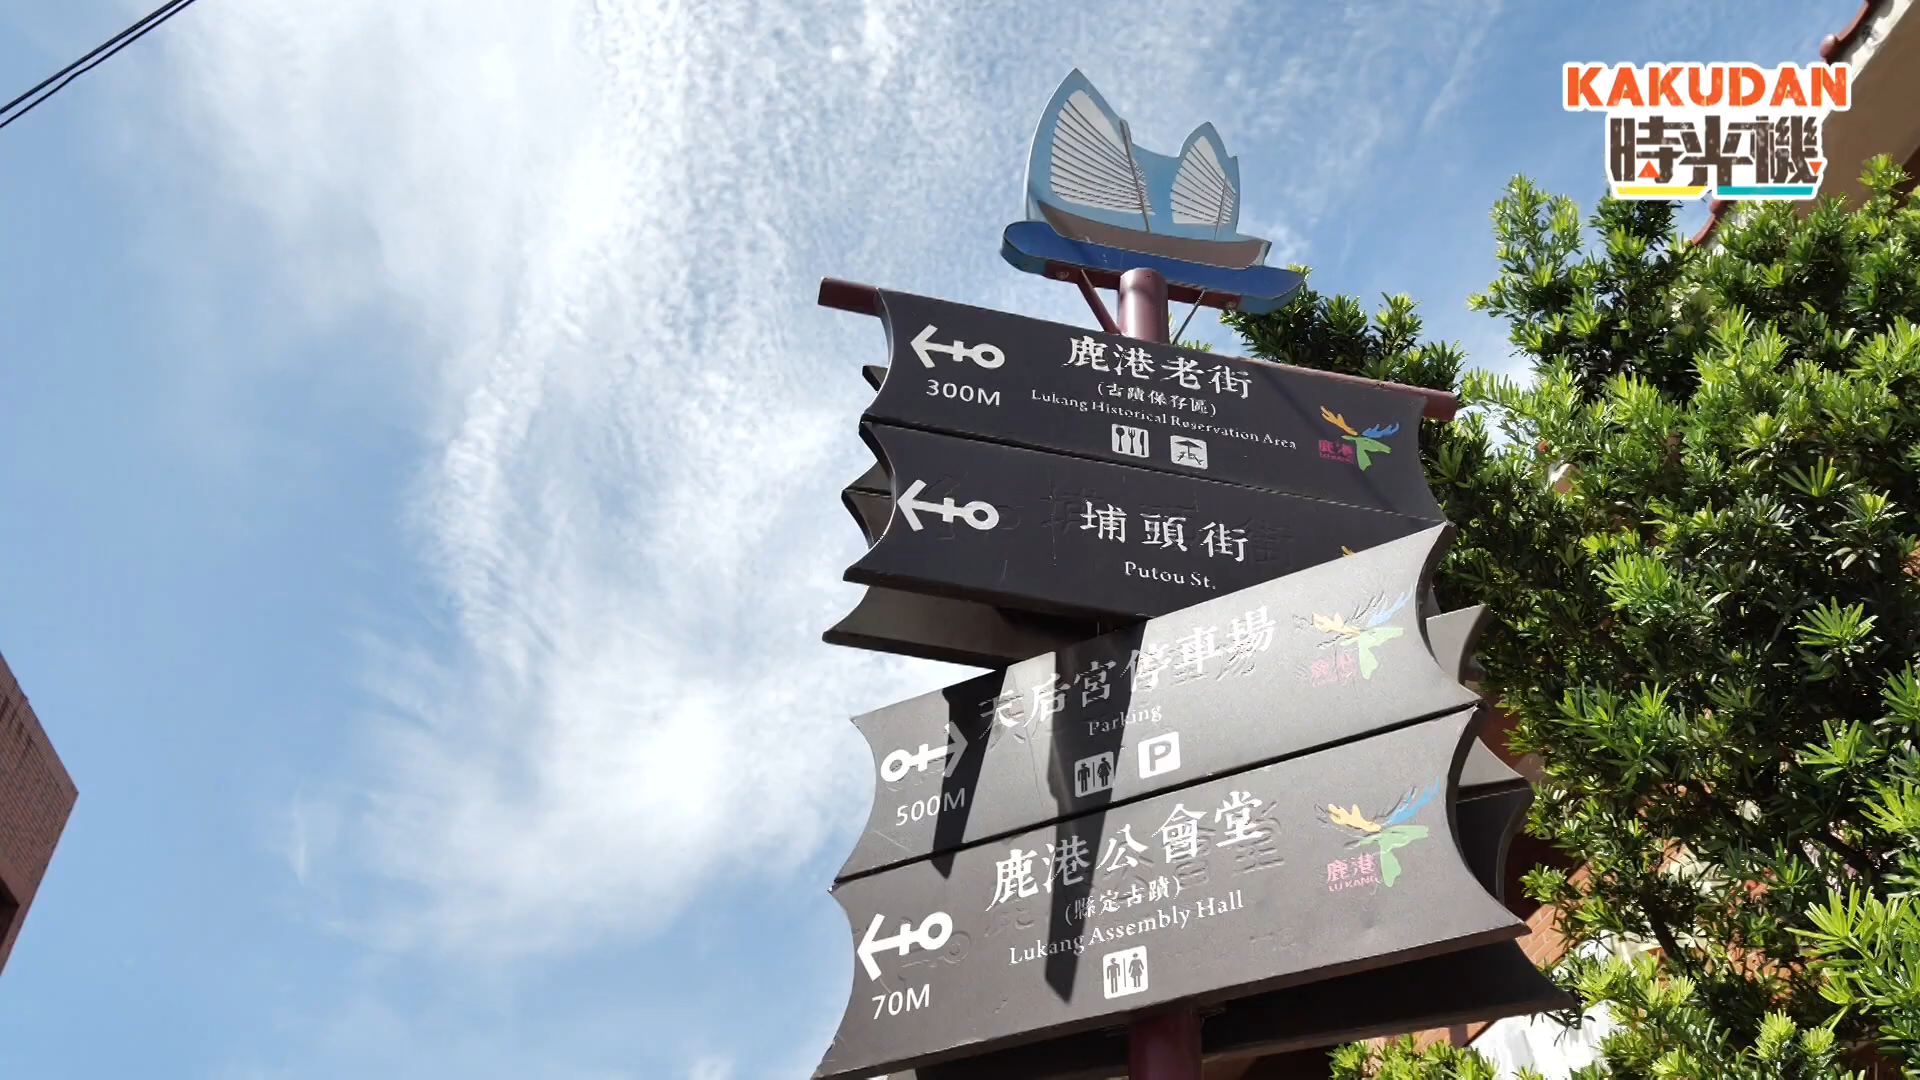 KAKUDAN
時光機
鹿港老街
300M
(古蹟保存區)
Lukang Historical Reservation Area
鹿港
埔頭街
Putou St.
天后宮停車場
Parking
P
500M
鹿港公會堂
(縣定古蹟)
Lukang Assembly Hall
70M
鹿港
LUKANG